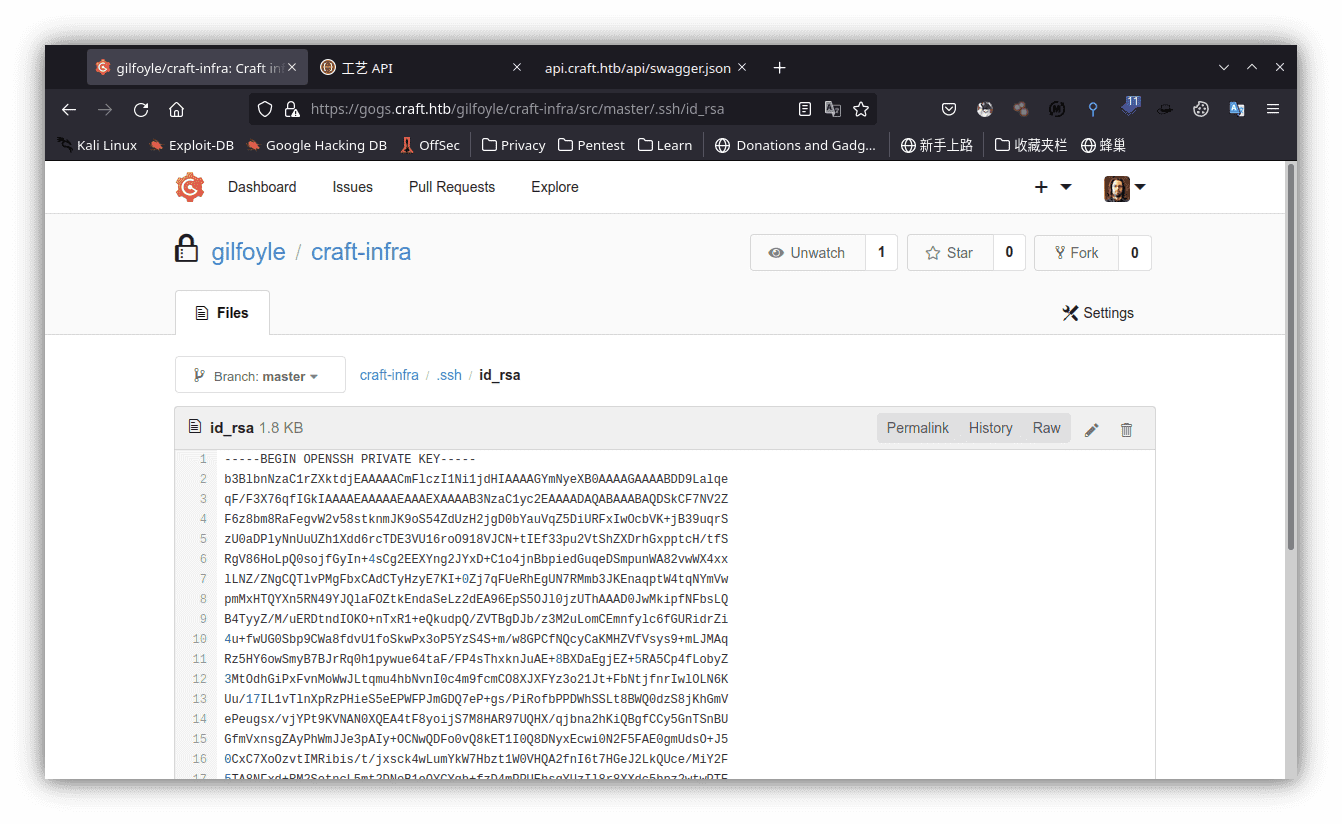 gilfoyle/craft-infra: Craft in
工艺 API
api.craft.htb/api/swagger.json
https://gogs.craft.htb/gilfoyle/craft-infra/src/master/.ssh/id_rsa
11
Kali Linux Exploit-DB Google Hacking DB OffSec Privacy Pentest Learn Donations and Gadg... 新手上路 收藏夹栏 蜂巢
Dashboard Issues Pull Requests Explore
gilfoyle / craft-infra
Unwatch 1 Star 0 Fork 0
Files Settings
Branch: master craft-infra / .ssh / id_rsa
id_rsa 1.8 KB Permalink History Raw
1 -----BEGIN OPENSSH PRIVATE KEY-----
2 b3BlbnNzaC1rZXktdjEAAAAACmFlczI1Ni1jdHIAAAAGYmNyeXB0AAAAGAAAABDD9Lalqe
3 qF/F3X76qfIGkIAAAAEAAAAAEAAAEXAAAAB3NzaC1yc2EAAAADAQABAAABAQDSkCF7NV2Z
4 F6z8bm8RaFegvW2v58stknmJK9oS54ZdUzH2jgD0bYauVqZ5DiURFxIwOcbVK+jB39uqrS
5 zU0aDPlyNnUuUZh1Xdd6rcTDE3VU16roO918VJCN+tIEf33pu2VtShZXDrhGxpptcH/tfS
6 RgV86HoLpQ0sojfGyIn+4sCg2EEXYng2JYxD+C1o4jnBbpiedGuqeDSmpunWA82vwWX4xx
7 lLNZ/ZNgCQTlvPMgFbxCAdCTyHzyE7KI+0Zj7qFUeRhEgUN7RMmb3JKEnaqptW4tqNYmVw
8 pmMxHTQYXn5RN49YJQlaFOZtkEndaSeLz2dEA96EpS5OJl0jzUThAAAD0JwMkipfNFbsLQ
9 B4TyyZ/M/uERDtndIOKO+nTxR1+eQkudpQ/ZVTBgDJb/z3M2uLomCEmnfylc6fGURidrZi
10 4u+fwUG0Sbp9CWa8fdvU1foSkwPx3oP5YzS4S+m/w8GPCfNQcyCaKMHZVfVsys9+mLJMAq
11 Rz5HY6owSmyB7BJrRq0h1pywue64taF/FP4sThxknJuAE+8BXDaEgjEZ+5RA5Cp4fLobyZ
12 3MtOdhGiPxFvnMoWwJLtqmu4hbNvnI0c4m9fcmCO8XJXFYz3o21Jt+FbNtjfnrIwlOLN6K
13 Uu/17IL1vTlnXpRzPHieS5eEPWFPJmGDQ7eP+gs/PiRofbPPDWhSSLt8BWQ0dzS8jKhGmV
14 ePeugsx/vjYPt9KVNAN0XQEA4tF8yoijS7M8HAR97UQHX/qjbna2hKiQBgfCCy5GnTSnBU
15 GfmVxnsgZAyPhWmJJe3pAIy+OCNwQDFo0vQ8kET1I0Q8DNyxEcwi0N2F5FAE0gmUdsO+J5
16 0CxC7XoOzvtIMRibis/t/jxsck4wLumYkW7Hbzt1W0VHQA2fnI6t7HGeJ2LkQUce/MiY2F